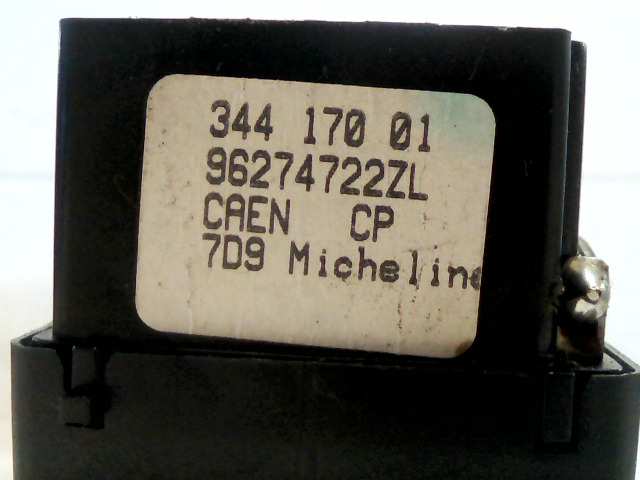 344 170 01
96274722ZL
CAEN CP
7D9 Micheline